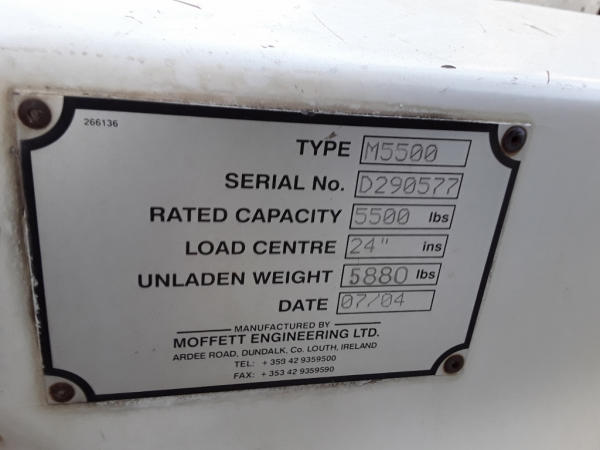 266136
TYPE M5500
SERIAL No. D290577
RATED CAPACITY 5500 lbs
LOAD CENTRE 24" ins
UNLADEN WEIGHT 5880 lbs
DATE 07/04
MANUFACTURED BY
MOFFETT ENGINEERING LTD.
ARDEE ROAD, DUNDALK, Co. LOUTH, IRELAND
TEL: + 353 42 9359500
FAX: + 353 42 9359590